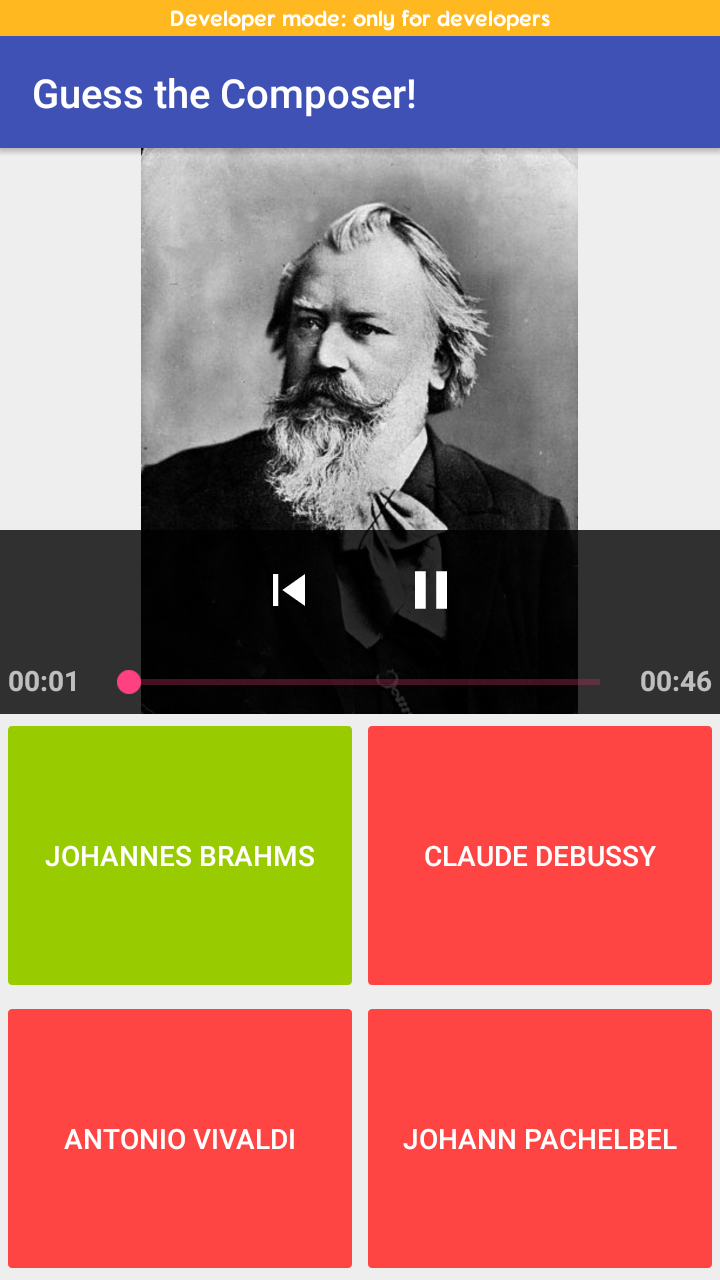 Developer mode: only for developers
Guess the Composer!
00:01
00:46
JOHANNES BRAHMS
CLAUDE DEBUSSY
ANTONIO VIVALDI
JOHANN PACHELBEL